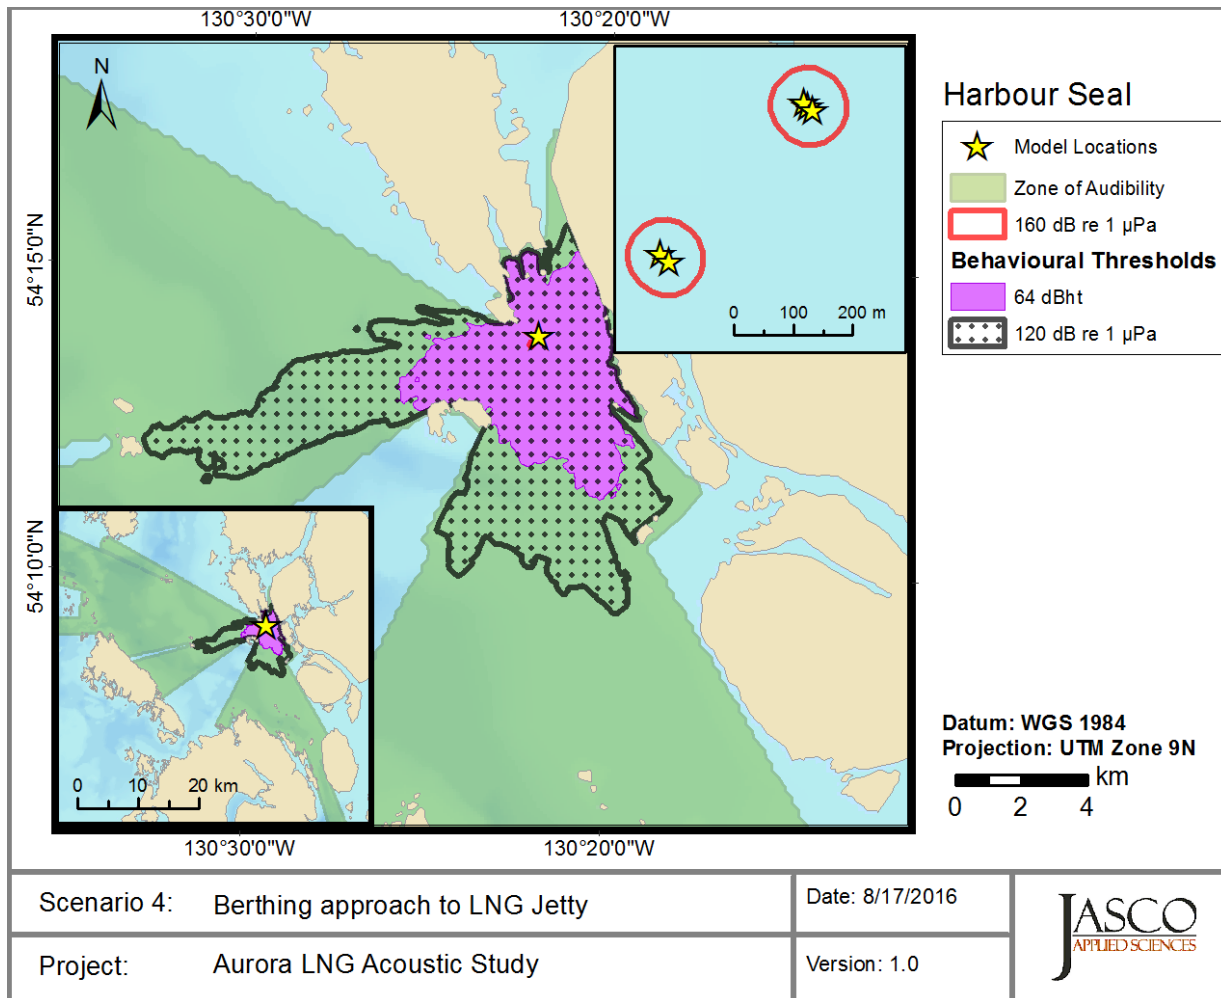 130°30'0"W 130°20'0"W
N
54°15'0"N
54°10'0"N
0 100 200 m
0 10 20 km
130°30'0"W 130°20'0"W
Harbour Seal
Model Locations
Zone of Audibility
160 dB re 1 µPa
Behavioural Thresholds
64 dBht
120 dB re 1 µPa
Datum: WGS 1984
Projection: UTM Zone 9N
km
0 2 4
Scenario 4: Berthing approach to LNG Jetty
Date: 8/17/2016
Project: Aurora LNG Acoustic Study
Version: 1.0
JASCO
APPLIED SCIENCES